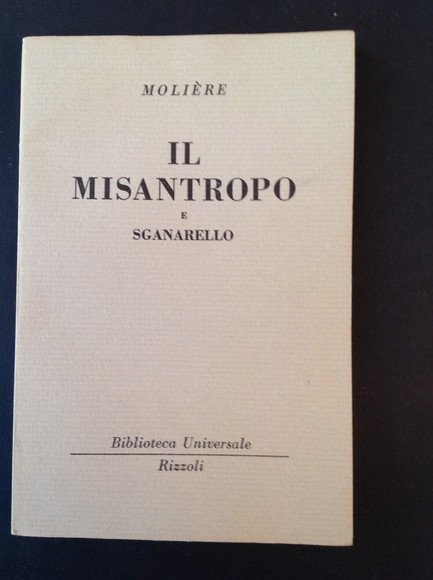 MOLIÈRE
IL
MISANTROPO
E
SGANARELLO
Biblioteca Universale
Rizzoli